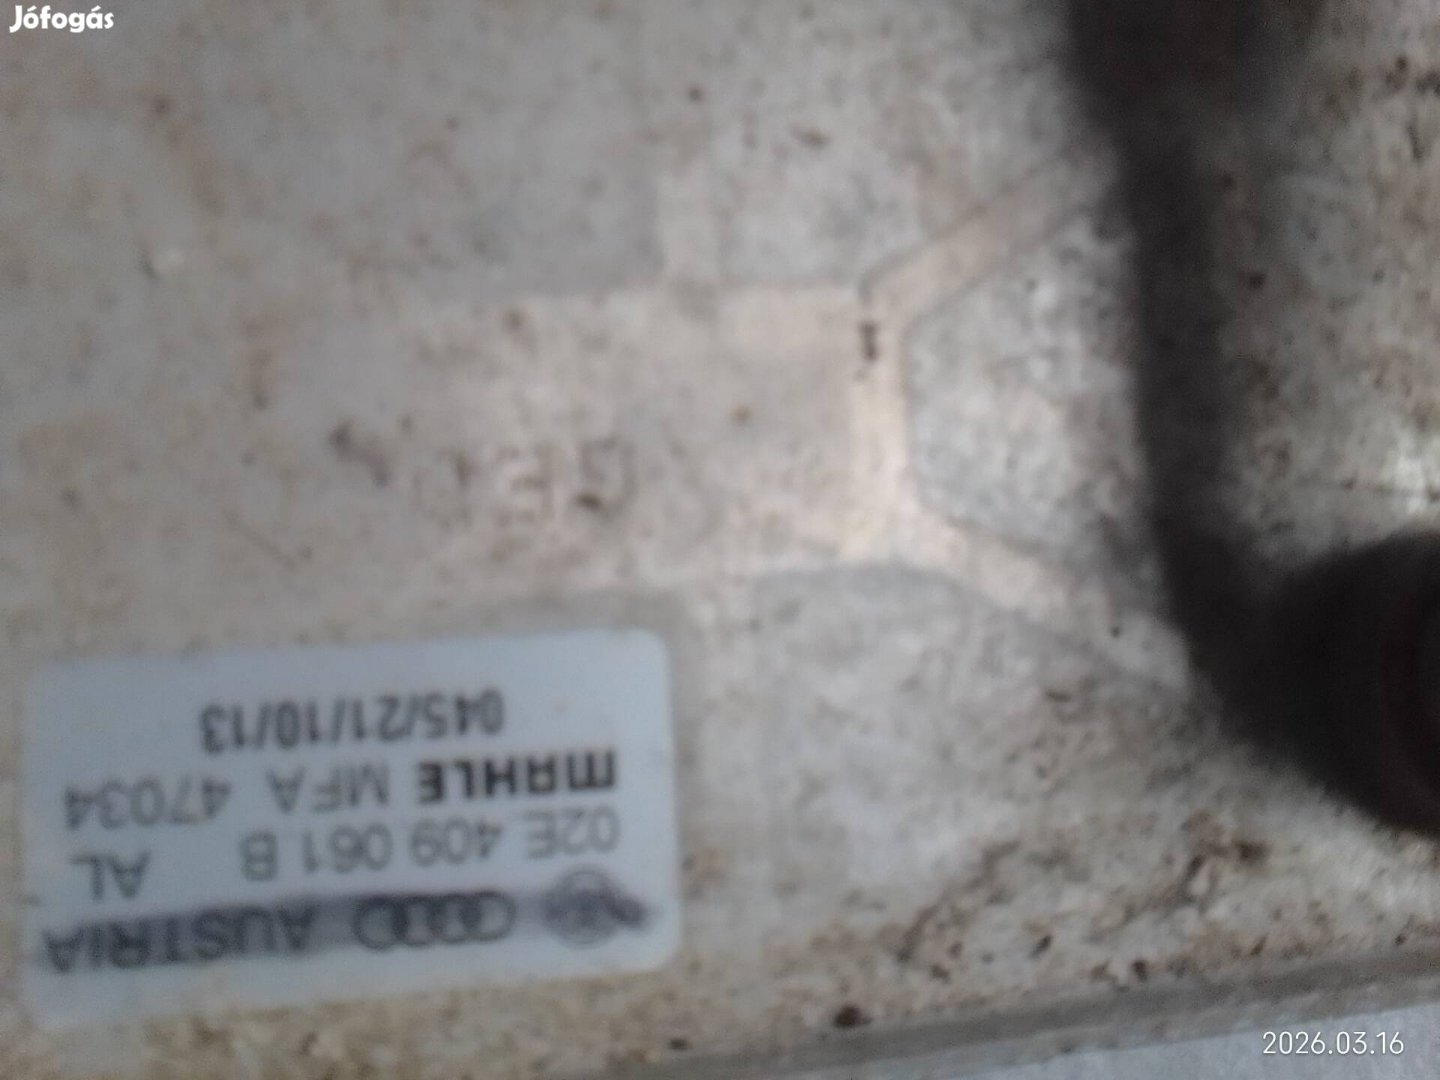 Jófogás
AUSTRIA
02E 409 061 B AL
MAHLE MFA 47034
045/21/10/13
2026.03.16